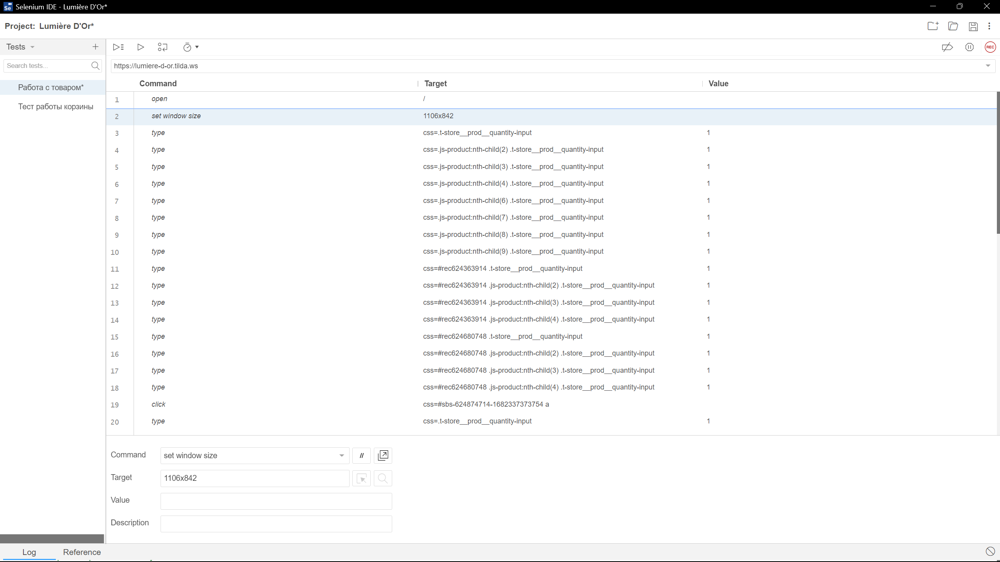 Selenium IDE - Lumière D'Or*
Project: Lumière D'Or*
Tests
Search tests...
Работа с товаром*
Тест работы корзины
REC
https://lumiere-d-or.tilda.ws
Command Target Value
1 open /
2 set window size 1106x842
3 type css=.t-store__prod__quantity-input 1
4 type css=.js-product:nth-child(2) .t-store__prod__quantity-input 1
5 type css=.js-product:nth-child(3) .t-store__prod__quantity-input 1
6 type css=.js-product:nth-child(4) .t-store__prod__quantity-input 1
7 type css=.js-product:nth-child(6) .t-store__prod__quantity-input 1
8 type css=.js-product:nth-child(7) .t-store__prod__quantity-input 1
9 type css=.js-product:nth-child(8) .t-store__prod__quantity-input 1
10 type css=.js-product:nth-child(9) .t-store__prod__quantity-input 1
11 type css=#rec624363914 .t-store__prod__quantity-input 1
12 type css=#rec624363914 .js-product:nth-child(2) .t-store__prod__quantity-input 1
13 type css=#rec624363914 .js-product:nth-child(3) .t-store__prod__quantity-input 1
14 type css=#rec624363914 .js-product:nth-child(4) .t-store__prod__quantity-input 1
15 type css=#rec624680748 .t-store__prod__quantity-input 1
16 type css=#rec624680748 .js-product:nth-child(2) .t-store__prod__quantity-input 1
17 type css=#rec624680748 .js-product:nth-child(3) .t-store__prod__quantity-input 1
18 type css=#rec624680748 .js-product:nth-child(4) .t-store__prod__quantity-input 1
19 click css=#sbs-624874714-1682337373754 a
20 type css=.t-store__prod__quantity-input 1
Command set window size //
Target 1106x842
Value
Description
Log Reference